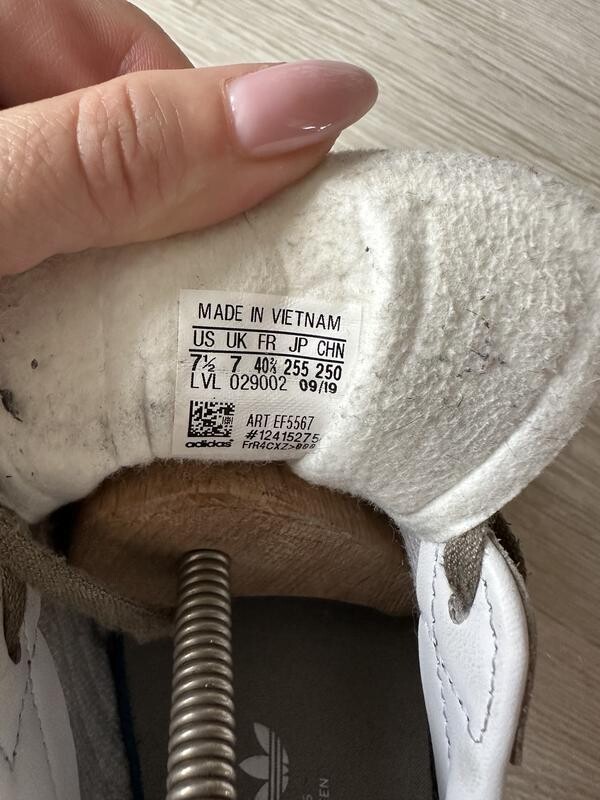 MADE IN VIETNAM
US UK FR JP CHN
7½ 7 40⅔ 255 250
LVL 029002 09/19
ART EF5567
#12415275
adidas